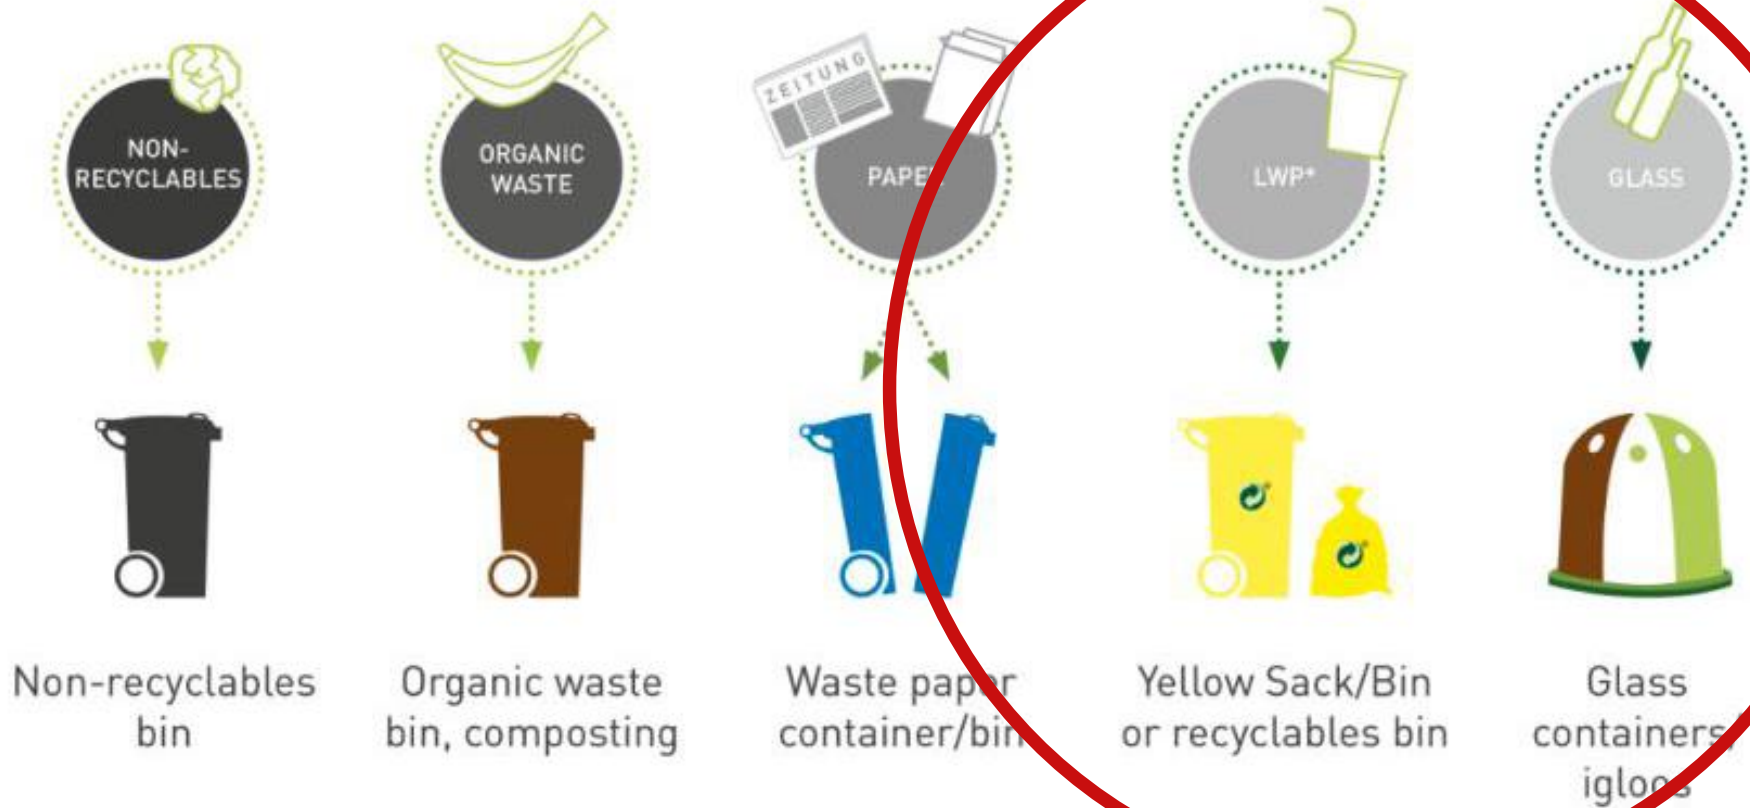 NON-
RECYCLABLES
ORGANIC
WASTE
ZEITUNG
PAPER
LWP*
GLASS
Non-recyclables
bin
Organic waste
bin, composting
Waste paper
container/bin
Yellow Sack/Bin
or recyclables bin
Glass
containers/
igloos